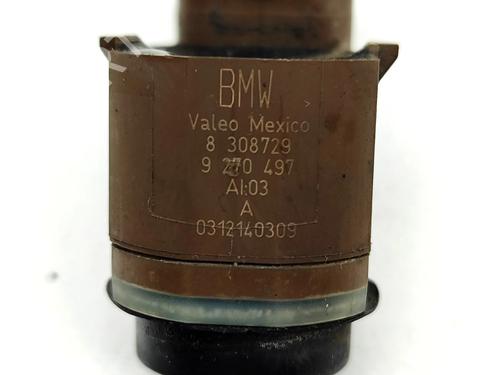 BMW
Valeo Mexico
8 308729
9 270 497
AI:03
A
0312140309